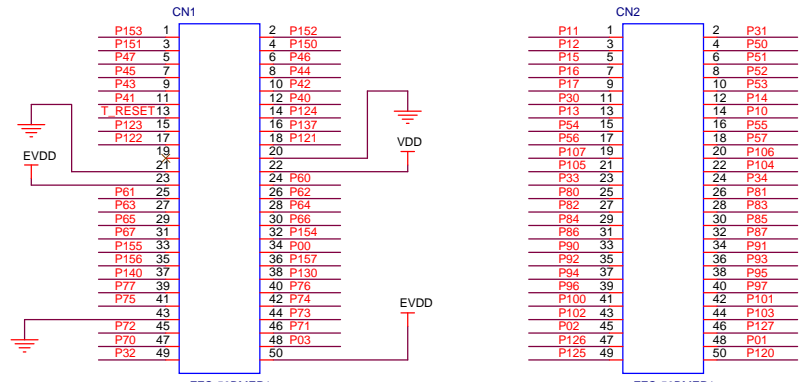 CN1 CN2
P153 1 2 P152 P11 1 2 P31
P151 3 4 P150 P12 3 4 P50
P47 5 6 P46 P15 5 6 P51
P45 7 8 P44 P16 7 8 P52
P43 9 10 P42 P17 9 10 P53
P41 11 12 P40 P30 11 12 P14
T_RESET 13 14 P124 P13 13 14 P10
P123 15 16 P137 P54 15 16 P55
P122 17 18 P121 VDD P56 17 18 P57
EVDD 19 20 P107 19 20 P106
21 22 P105 21 22 P104
23 24 P60 P33 23 24 P34
P61 25 26 P62 P80 25 26 P81
P63 27 28 P64 P82 27 28 P83
P65 29 30 P66 P84 29 30 P85
P67 31 32 P154 P86 31 32 P87
P155 33 34 P00 P90 33 34 P91
P156 35 36 P157 P92 35 36 P93
P140 37 38 P130 P94 37 38 P95
P77 39 40 P76 P96 39 40 P97
P75 41 42 P74 EVDD P100 41 42 P101
43 44 P73 P102 43 44 P103
P72 45 46 P71 P02 45 46 P127
P70 47 48 P03 P126 47 48 P01
P32 49 50 P125 49 50 P120